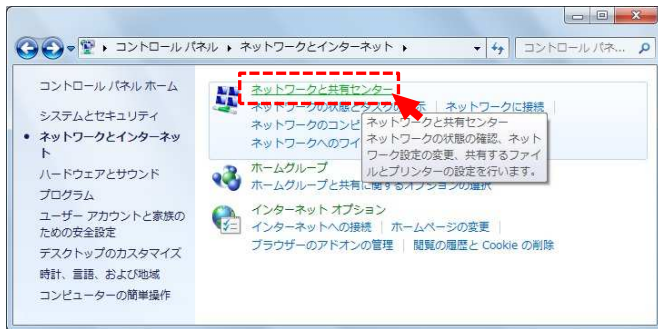 コントロール パネル ▸ ネットワークとインターネット ▸
コントロール パネ...
コントロール パネル ホーム
システムとセキュリティ
ネットワークとインターネッ
ト
ハードウェアとサウンド
プログラム
ユーザー アカウントと家族の
ための安全設定
デスクトップのカスタマイズ
時計、言語、および地域
コンピューターの簡単操作
ネットワークと共有センター
ネットワークの状態とタスクの表示 | ネットワークに接続
ネットワークのコンピ
ネットワークへのワイ
ネットワークと共有センター
ネットワークの状態の確認、ネット
ワーク設定の変更、共有するファイ
ルとプリンターの設定を行います。
ホームグループ
ホームグループと共有に関するオプションの選択
インターネット オプション
インターネットへの接続 | ホームページの変更
ブラウザーのアドオンの管理 | 閲覧の履歴と Cookie の削除